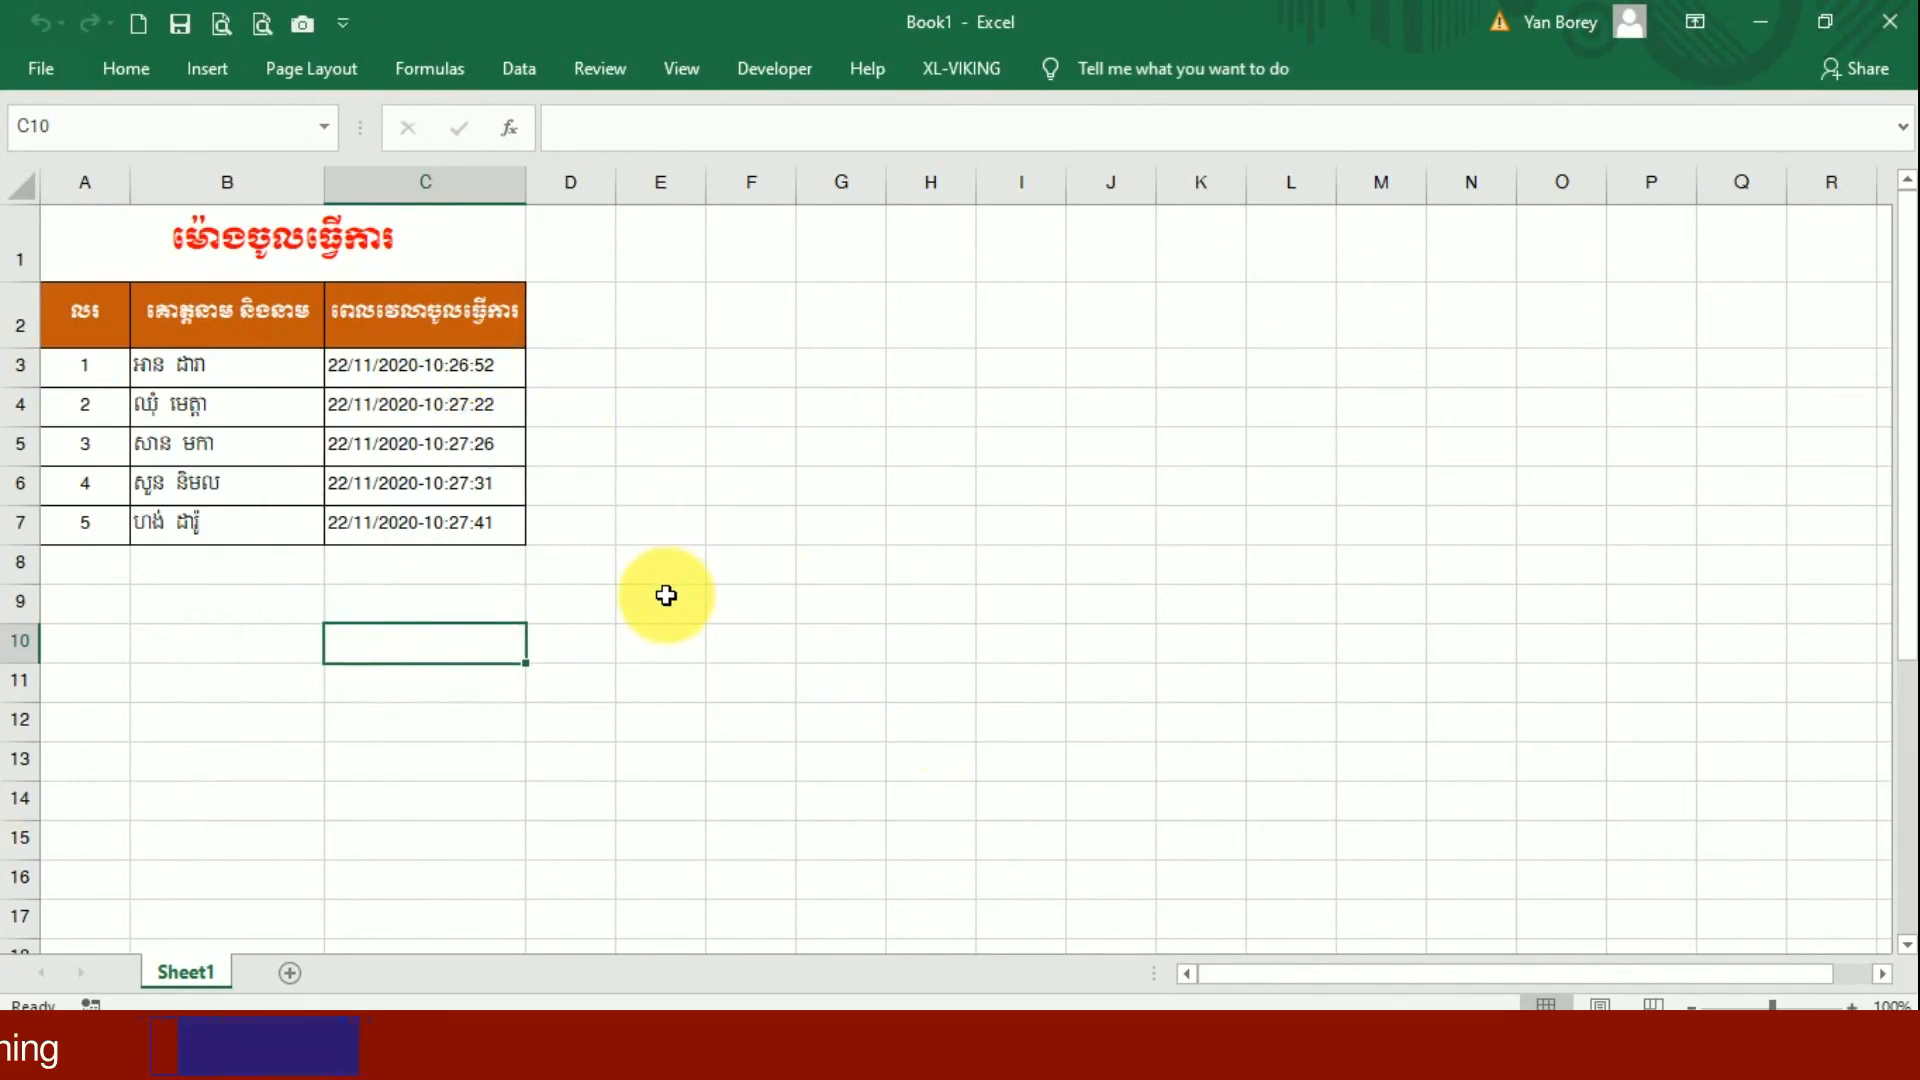 Book1 - Excel
Yan Borey
File Home Insert Page Layout Formulas Data Review View Developer Help XL-VIKING Tell me what you want to do Share
C10
A B C D E F G H I J K L M N O P Q R
1 ម៉ោងចូលធ្វើការ
2 លរ គោត្តនាម និងនាម ពេលវេលាចូលធ្វើការ
3 1 អាន ដារា 22/11/2020-10:26:52
4 2 ឈុំ មេត្តា 22/11/2020-10:27:22
5 3 សាន មកា 22/11/2020-10:27:26
6 4 សួន និមល 22/11/2020-10:27:31
7 5 ហង់ ដារ៉ូ 22/11/2020-10:27:41
8
9
10
11
12
13
14
15
16
17
Sheet1
Ready 100%
ning